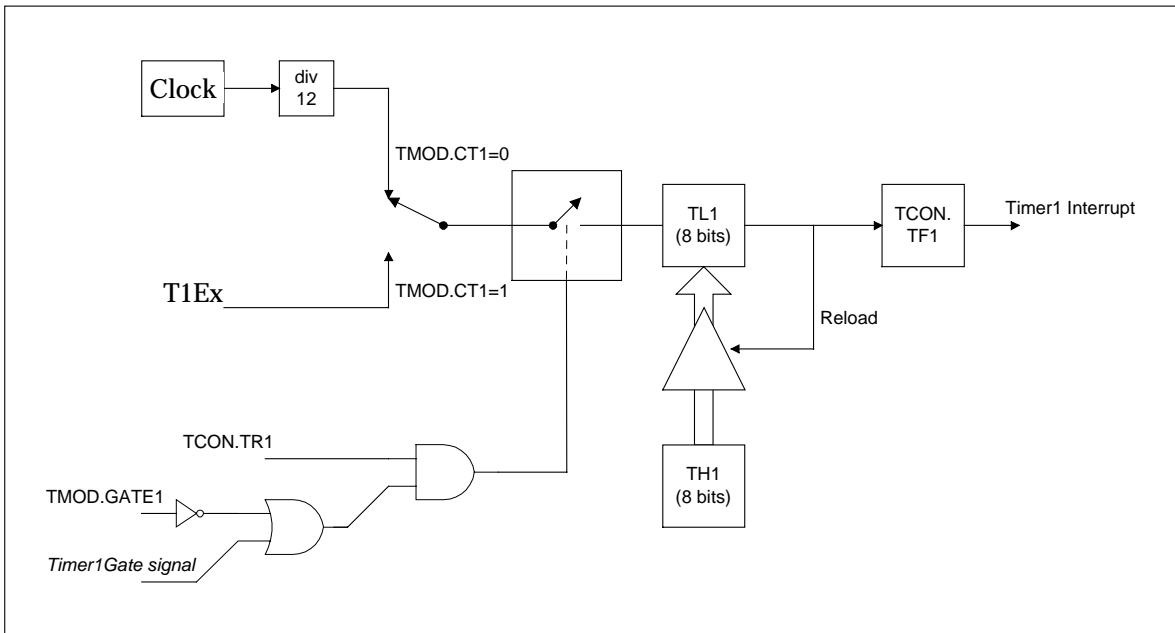 Clock
div
12
TMOD.CT1=0
TL1
(8 bits)
TCON.
TF1
Timer1 Interrupt
T1Ex
TMOD.CT1=1
Reload
TCON.TR1
TH1
(8 bits)
TMOD.GATE1
Timer1Gate signal